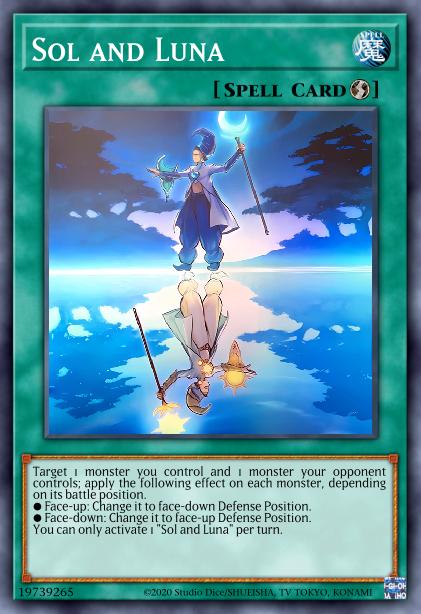 SOL AND LUNA
SPELL
魔
[SPELL CARD]
Target 1 monster you control and 1 monster your opponent
controls; apply the following effect on each monster, depending
on its battle position.
● Face-up: Change it to face-down Defense Position.
● Face-down: Change it to face-up Defense Position.
You can only activate 1 "Sol and Luna" per turn.
19739265 ©2020 Studio Dice/SHUEISHA, TV TOKYO, KONAMI